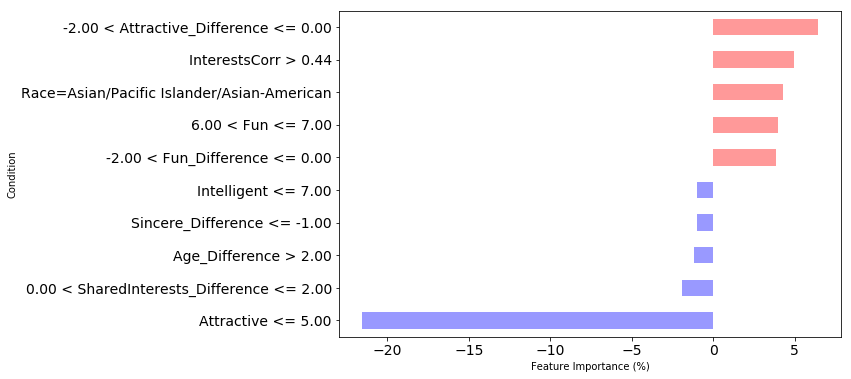 -2.00 < Attractive_Difference <= 0.00
InterestsCorr > 0.44
Race=Asian/Pacific Islander/Asian-American
6.00 < Fun <= 7.00
-2.00 < Fun_Difference <= 0.00
Intelligent <= 7.00
Sincere_Difference <= -1.00
Age_Difference > 2.00
0.00 < SharedInterests_Difference <= 2.00
Attractive <= 5.00
Condition
−20 −15 −10 −5 0 5
Feature Importance (%)